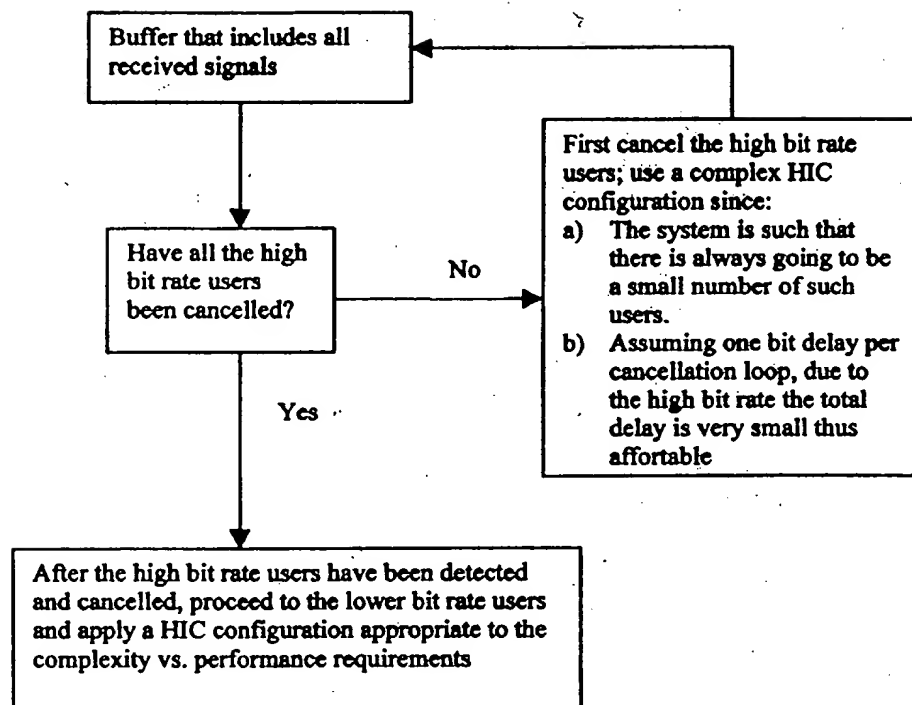 Buffer that includes all
received signals
Have all the high
bit rate users
been cancelled?
No
Yes
First cancel the high bit rate
users; use a complex HIC
configuration since:
a) The system is such that
there is always going to be
a small number of such
users.
b) Assuming one bit delay per
cancellation loop, due to
the high bit rate the total
delay is very small thus
affortable
After the high bit rate users have been detected
and cancelled, proceed to the lower bit rate users
and apply a HIC configuration appropriate to the
complexity vs. performance requirements